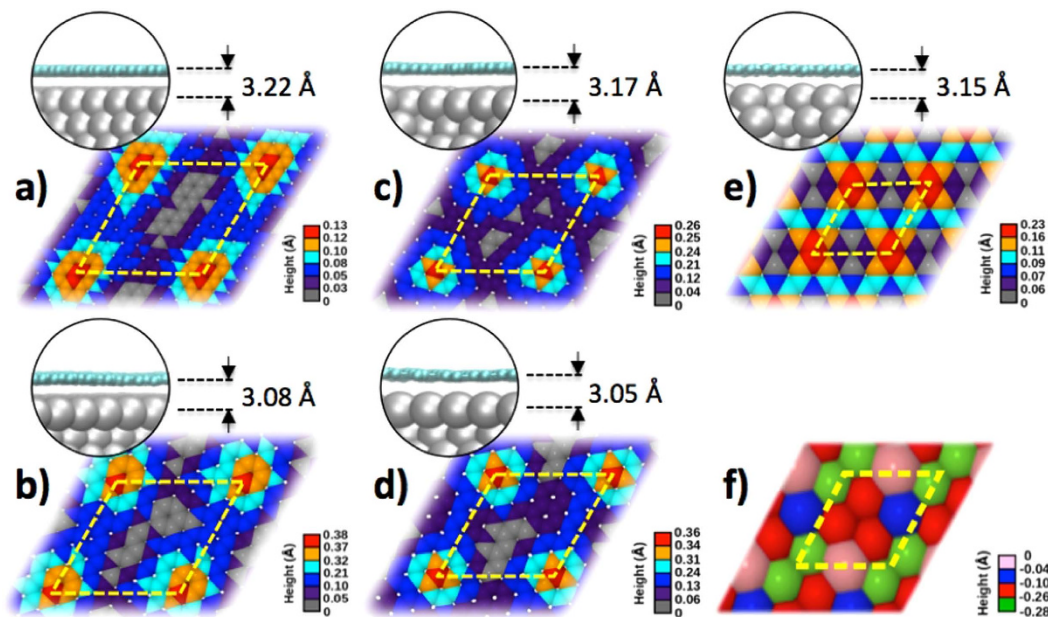 3.22 Å
a)
Height (Å)
0.13
0.12
0.10
0.08
0.05
0.03
0
3.17 Å
c)
Height (Å)
0.26
0.25
0.24
0.21
0.12
0.04
0
3.15 Å
e)
Height (Å)
0.23
0.16
0.11
0.09
0.07
0.06
0
3.08 Å
b)
Height (Å)
0.38
0.37
0.32
0.21
0.10
0.05
0
3.05 Å
d)
Height (Å)
0.36
0.34
0.31
0.24
0.13
0.06
0
f)
Height (Å)
0
-0.04
-0.10
-0.26
-0.28